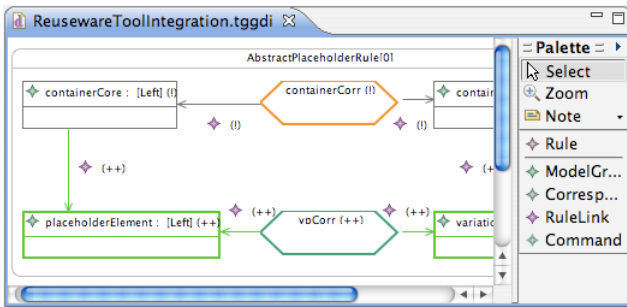 ReusewareToolIntegration.tggdi
AbstractPlaceholderRule[0]
containerCore : [Left] (!)
containerCorr (!)
contain
(!)
(!)
(++)
placeholderElement : [Left] (++)
(++)
vpCorr (++)
(++)
variatio
Palette
Select
Zoom
Note
Rule
ModelGr...
Corresp...
RuleLink
Command